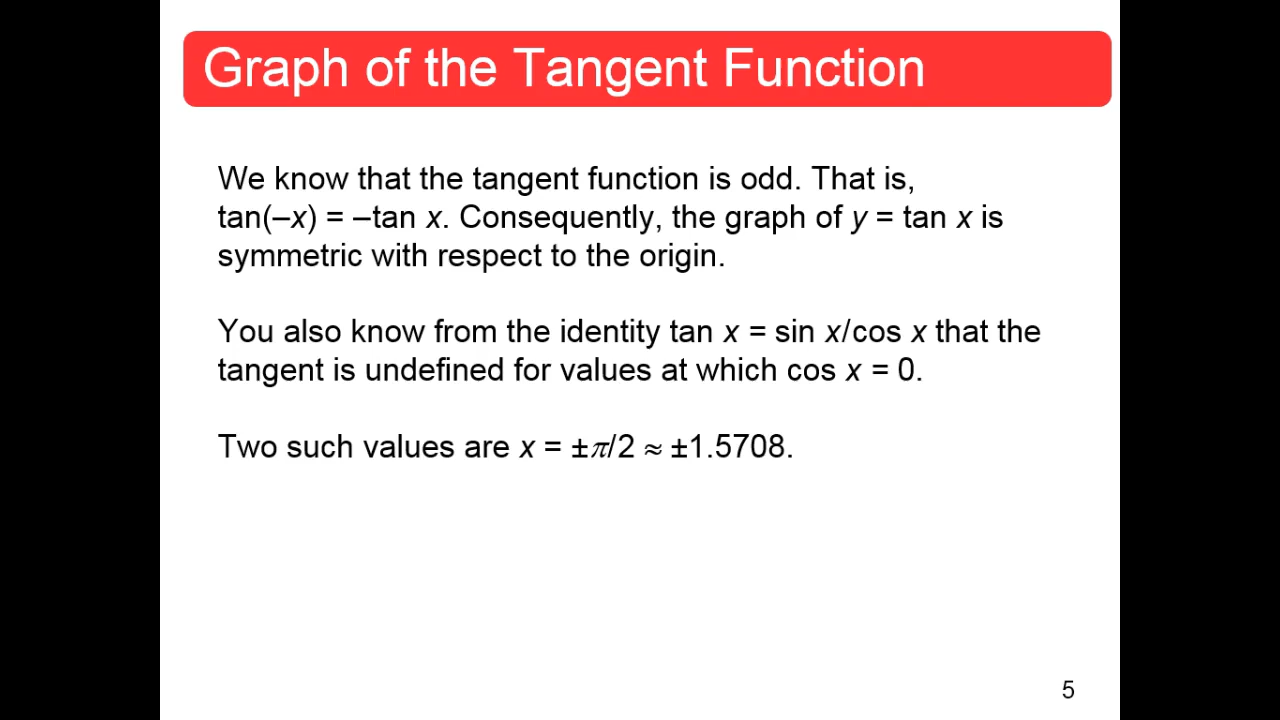 Graph of the Tangent Function
We know that the tangent function is odd. That is,
tan(–x) = –tan x. Consequently, the graph of y = tan x is
symmetric with respect to the origin.
You also know from the identity tan x = sin x/cos x that the
tangent is undefined for values at which cos x = 0.
Two such values are x = ±π/2 ≈ ±1.5708.
5